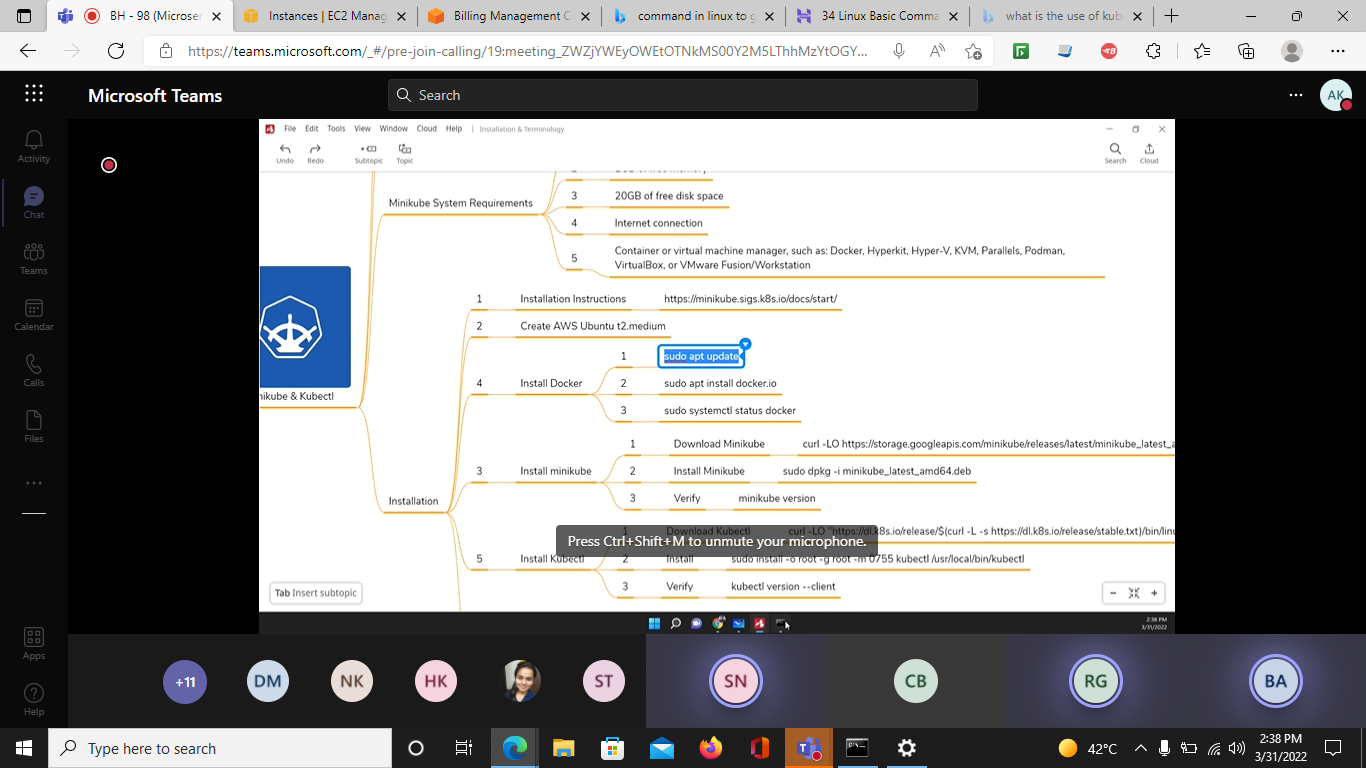 BH - 98 (Microser
Instances | EC2 Manag
Billing Management C
command in linux to g
34 Linux Basic Comma
what is the use of kub
https://teams.microsoft.com/_#/pre-join-calling/19:meeting_ZWZjYWEyOWEtOTNkMS00Y2M5LThhMzYtOGY...
Microsoft Teams
Search
AK
Activity
Chat
Teams
Calendar
Calls
Files
Apps
Help
File Edit Tools View Window Cloud Help | Installation & Terminology
Undo Redo Subtopic Topic Search Cloud
Minikube System Requirements
3 20GB of free disk space
4 Internet connection
5 Container or virtual machine manager, such as: Docker, Hyperkit, Hyper-V, KVM, Parallels, Podman,
VirtualBox, or VMware Fusion/Workstation
nikube & Kubectl
Installation
1 Installation Instructions https://minikube.sigs.k8s.io/docs/start/
2 Create AWS Ubuntu t2.medium
4 Install Docker
1 sudo apt update
2 sudo apt install docker.io
3 sudo systemctl status docker
3 Install minikube
1 Download Minikube curl -LO https://storage.googleapis.com/minikube/releases/latest/minikube_latest_a
2 Install Minikube sudo dpkg -i minikube_latest_amd64.deb
3 Verify minikube version
5 Install Kubectl
1 Download Kubectl curl -LO "https://dl.k8s.io/release/$(curl -L -s https://dl.k8s.io/release/stable.txt)/bin/linu
Press Ctrl+Shift+M to unmute your microphone.
2 Install sudo install -o root -g root -m 0755 kubectl /usr/local/bin/kubectl
3 Verify kubectl version --client
Tab Insert subtopic
2:38 PM
3/31/2022
+11 DM NK HK ST SN CB RG BA
Type here to search
42°C
2:38 PM
3/31/2022